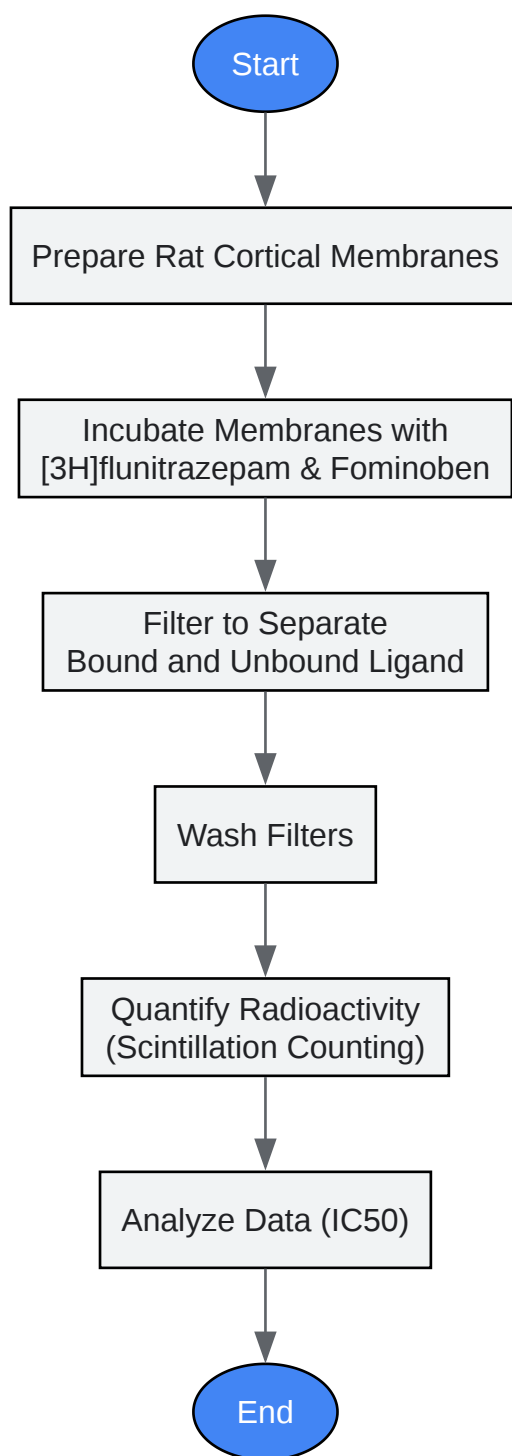 Start
Prepare Rat Cortical Membranes
Incubate Membranes with
[3H]flunitrazepam & Fominoben
Filter to Separate
Bound and Unbound Ligand
Wash Filters
Quantify Radioactivity
(Scintillation Counting)
Analyze Data (IC50)
End